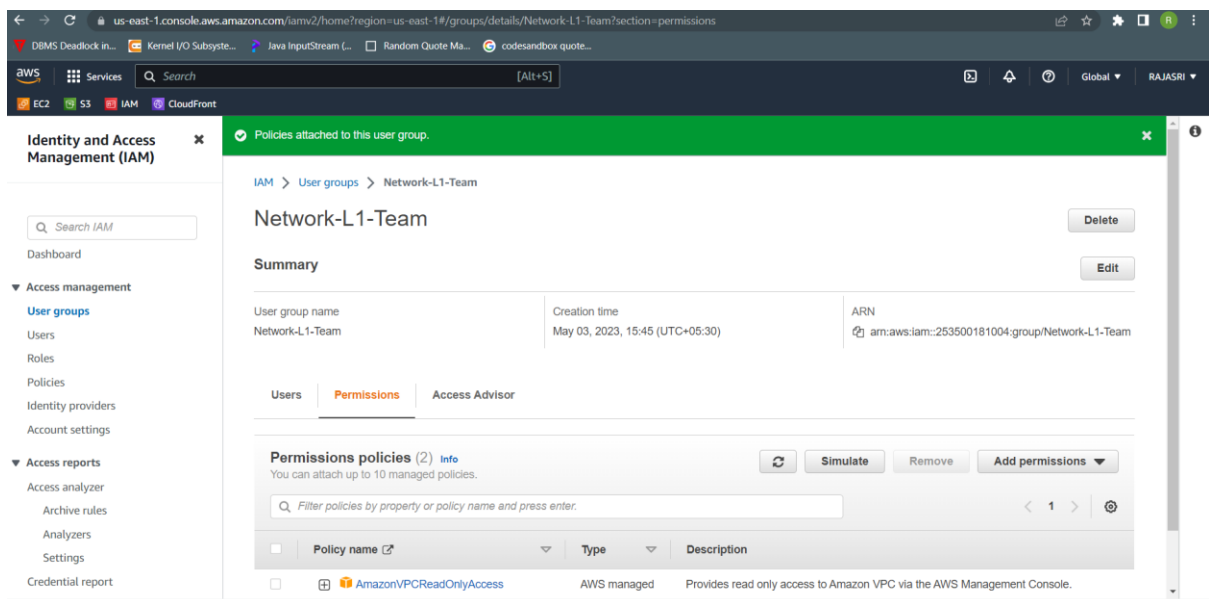 us-east-1.console.aws.amazon.com/iamv2/home?region=us-east-1#/groups/details/Network-L1-Team?section=permissions
R
DBMS Deadlock in... Kernel I/O Subsyste... Java InputStream (... Random Quote Ma... codesandbox quote...
aws Services Search [Alt+S] Global RAJASRI
EC2 S3 IAM CloudFront
Identity and Access
Management (IAM)
Search IAM
Dashboard
Access management
User groups
Users
Roles
Policies
Identity providers
Account settings
Access reports
Access analyzer
Archive rules
Analyzers
Settings
Credential report
Policies attached to this user group.
IAM > User groups > Network-L1-Team
Network-L1-Team Delete
Summary Edit
User group name Creation time ARN
Network-L1-Team May 03, 2023, 15:45 (UTC+05:30) arn:aws:iam::253500181004:group/Network-L1-Team
Users Permissions Access Advisor
Permissions policies (2) Info Simulate Remove Add permissions
You can attach up to 10 managed policies.
Filter policies by property or policy name and press enter. < 1 >
Policy name Type Description
AmazonVPCReadOnlyAccess AWS managed Provides read only access to Amazon VPC via the AWS Management Console.